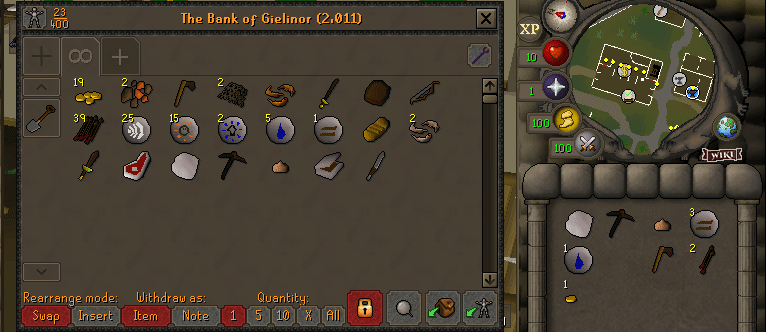 23
400
The Bank of Gielinor (2.011)
XP
∞
19
2
2
10
1
39
25
15
2
5
1
2
100
100
WIKI
3
1
2
1
Rearrange mode:
Withdraw as:
Quantity:
Swap
Insert
Item
Note
1
5
10
X
All